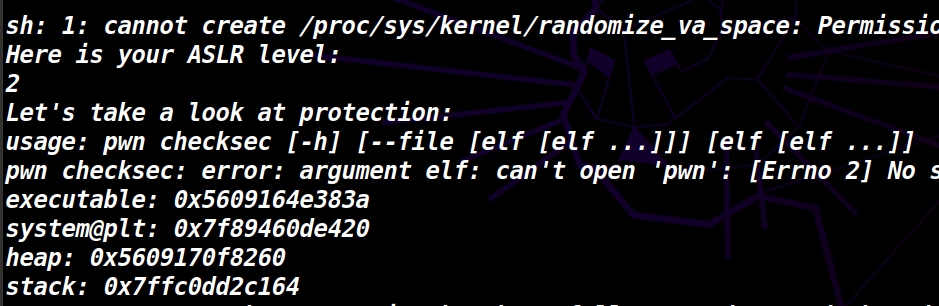 sh: 1: cannot create /proc/sys/kernel/randomize_va_space:
Here is your ASLR level:
2
Let's take a look at protection:
usage: pwn checksec [-h] [--file [elf [elf ...]]] [elf [elf ...]]
pwn checksec: error: argument elf: can't open 'pwn': [Errno 2] No
executable: 0x5609164e383a
system@plt: 0x7f89460de420
heap: 0x5609170f8260
stack: 0x7ffc0dd2c164